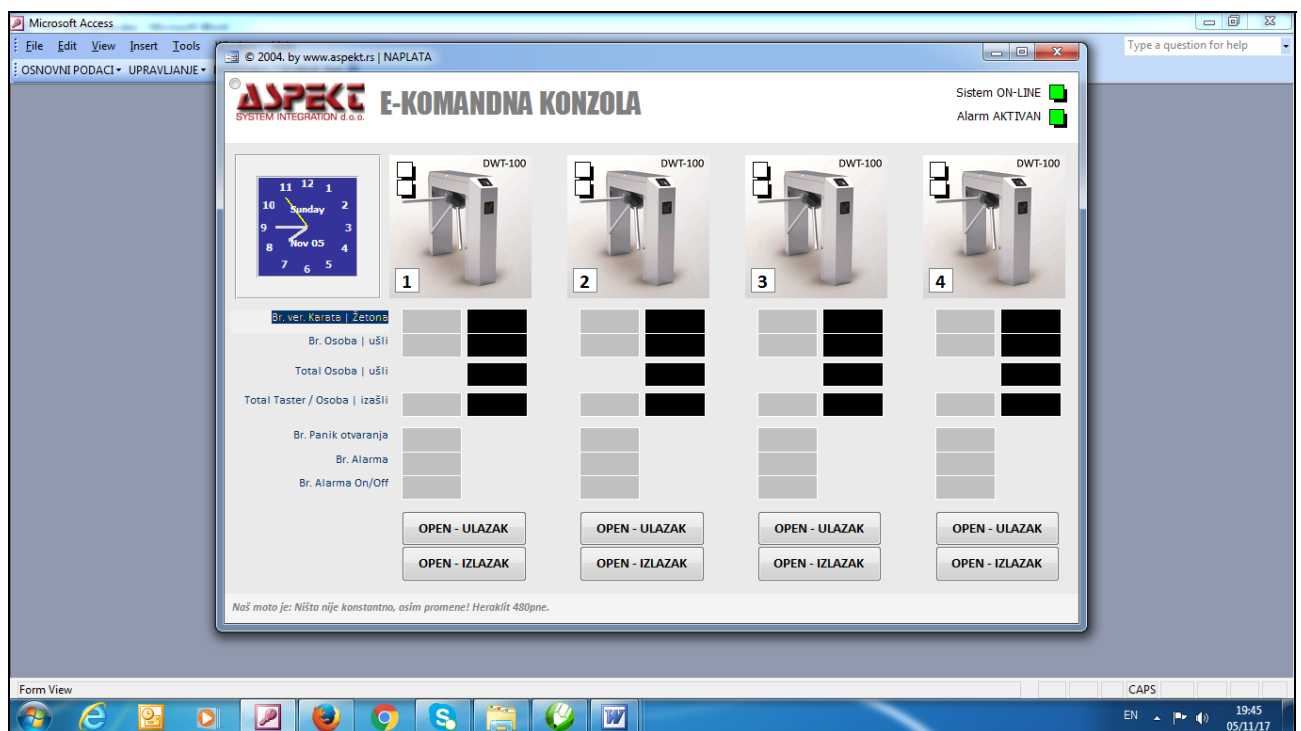 Microsoft Access
File Edit View Insert Tools
Type a question for help
OSNOVNI PODACI UPRAVLJANJE
© 2004. by www.aspekt.rs | NAPLATA
ASPEKT
SYSTEM INTEGRATION d.o.o.
E-KOMANDNA KONZOLA
Sistem ON-LINE
Alarm AKTIVAN
11 12 1
10 Sunday 2
9 3
8 Nov 05 4
7 6 5
DWT-100
1
DWT-100
2
DWT-100
3
DWT-100
4
Br. ver. Karata | Žetona
Br. Osoba | ušli
Total Osoba | ušli
Total Taster / Osoba | izašli
Br. Panik otvaranja
Br. Alarma
Br. Alarma On/Off
OPEN - ULAZAK OPEN - ULAZAK OPEN - ULAZAK OPEN - ULAZAK
OPEN - IZLAZAK OPEN - IZLAZAK OPEN - IZLAZAK OPEN - IZLAZAK
Naš moto je: Ništa nije konstantno, osim promene! Heraklit 480pne.
Form View
CAPS
EN
19:45
05/11/17